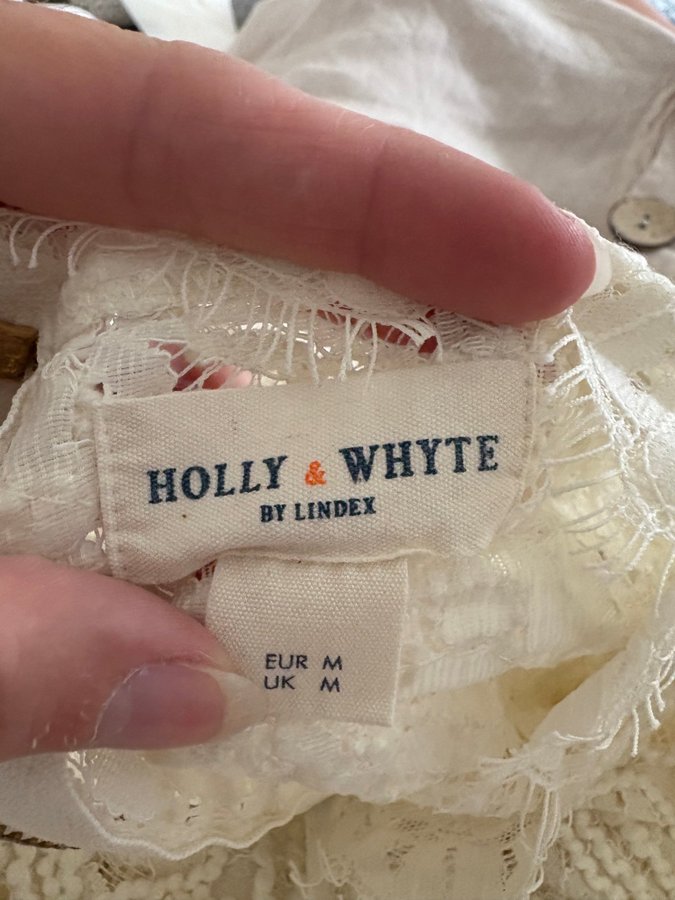 HOLLY & WHYTE
BY LINDEX
EUR M
UK M